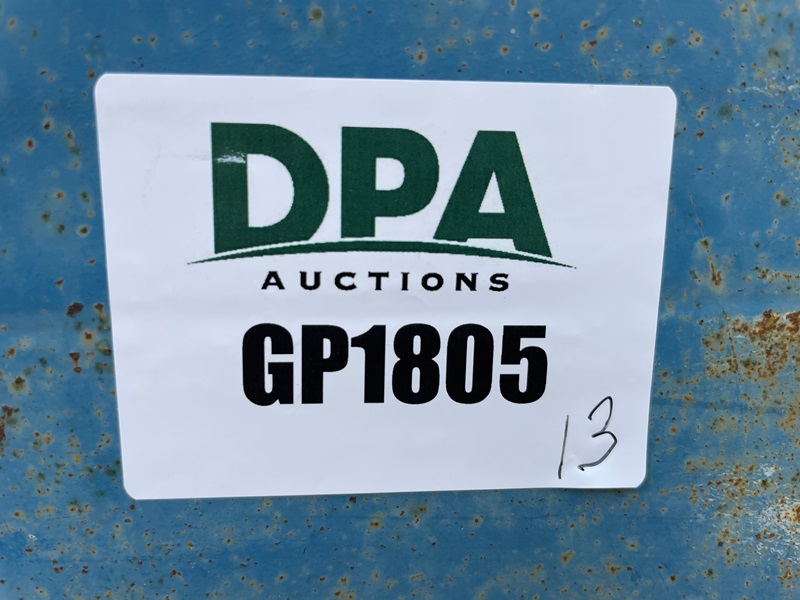 DPA
AUCTIONS
GP1805
13